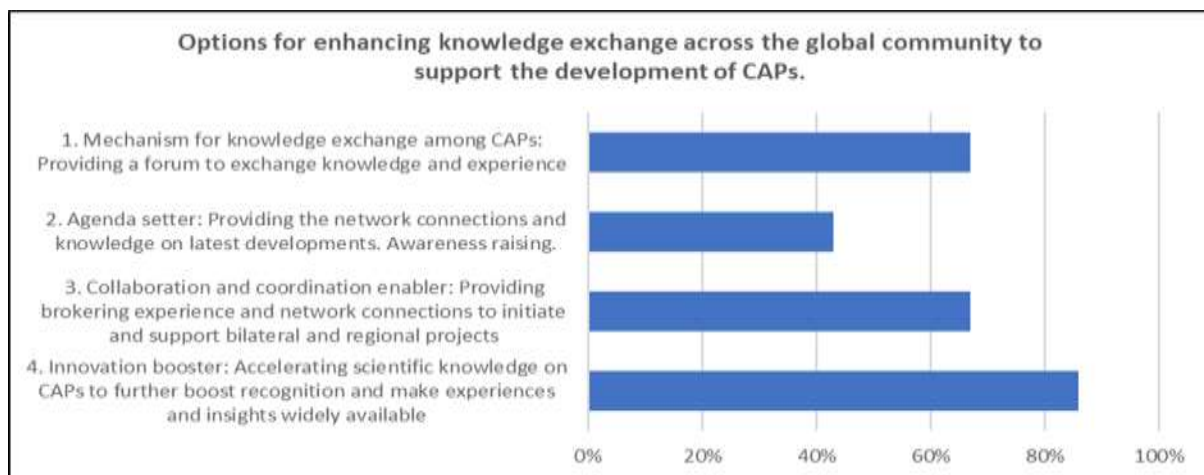 Options for enhancing knowledge exchange across the global community to
support the development of CAPs.
1. Mechanism for knowledge exchange among CAPs:
Providing a forum to exchange knowledge and experience
2. Agenda setter: Providing the network connections and
knowledge on latest developments. Awareness raising.
3. Collaboration and coordination enabler: Providing
brokering experience and network connections to initiate
and support bilateral and regional projects
4. Innovation booster: Accelerating scientific knowledge on
CAPs to further boost recognition and make experiences
and insights widely available
0% 20% 40% 60% 80% 100%